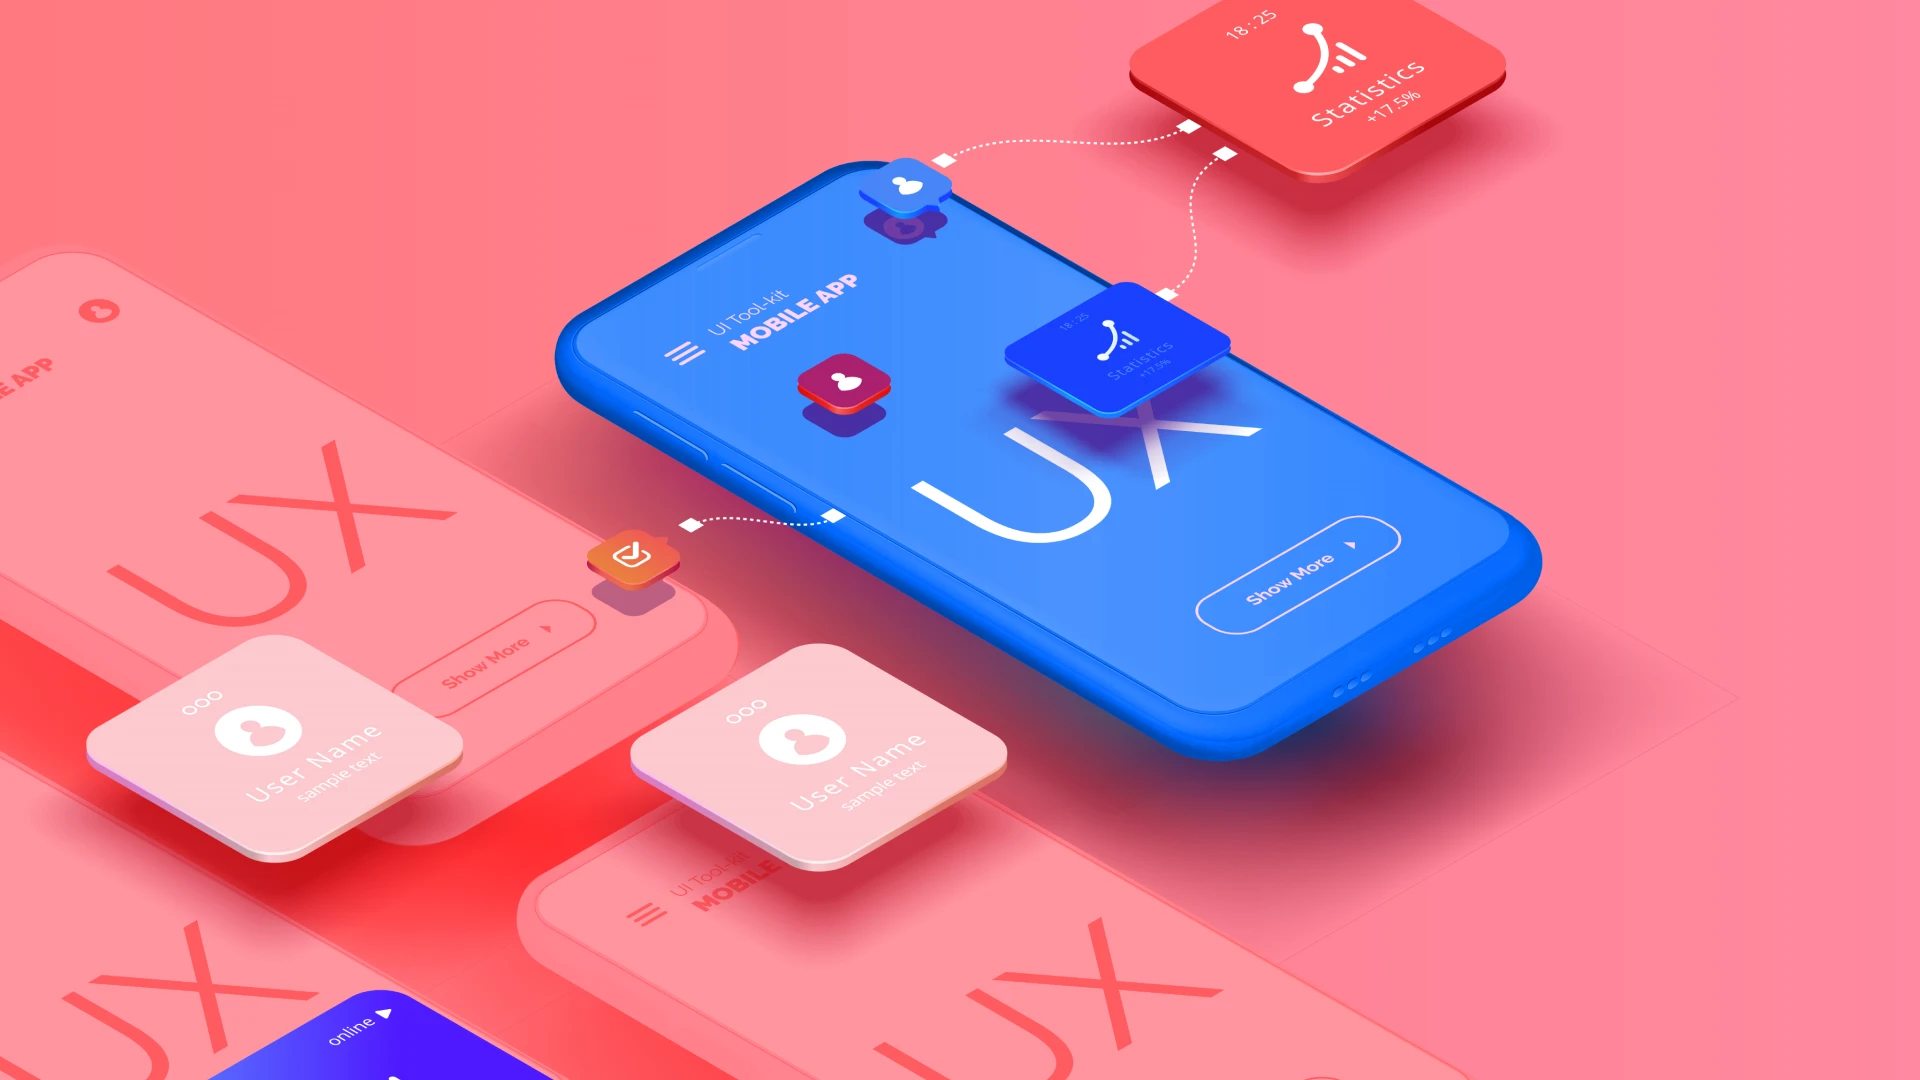 18:25
Statistics
+17.5%
UI Tool-kit
MOBILE APP
18:25
Statistics
+17.5%
UX
Show More
APP
UX
Show More
ooo
User Name
sample text
ooo
User Name
sample text
UI Tool-kit
MOBILE
UX
UX
online